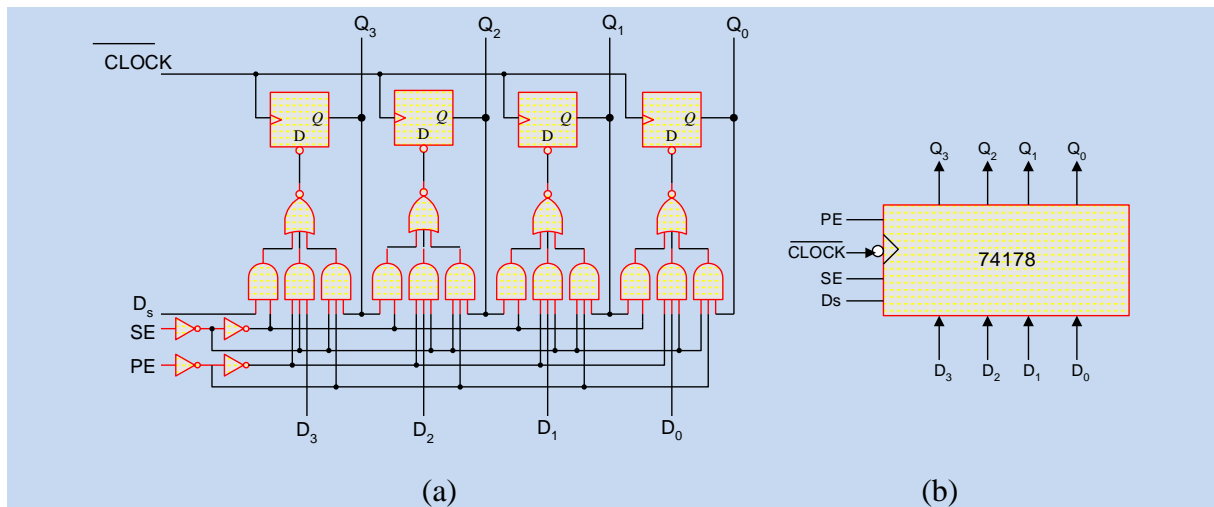 Q3 Q2 Q1 Q0
CLOCK
Q Q Q Q
D D D D
Ds
SE
PE
D3 D2 D1 D0
(a)
Q3 Q2 Q1 Q0
PE
CLOCK
74178
SE
Ds
D3 D2 D1 D0
(b)